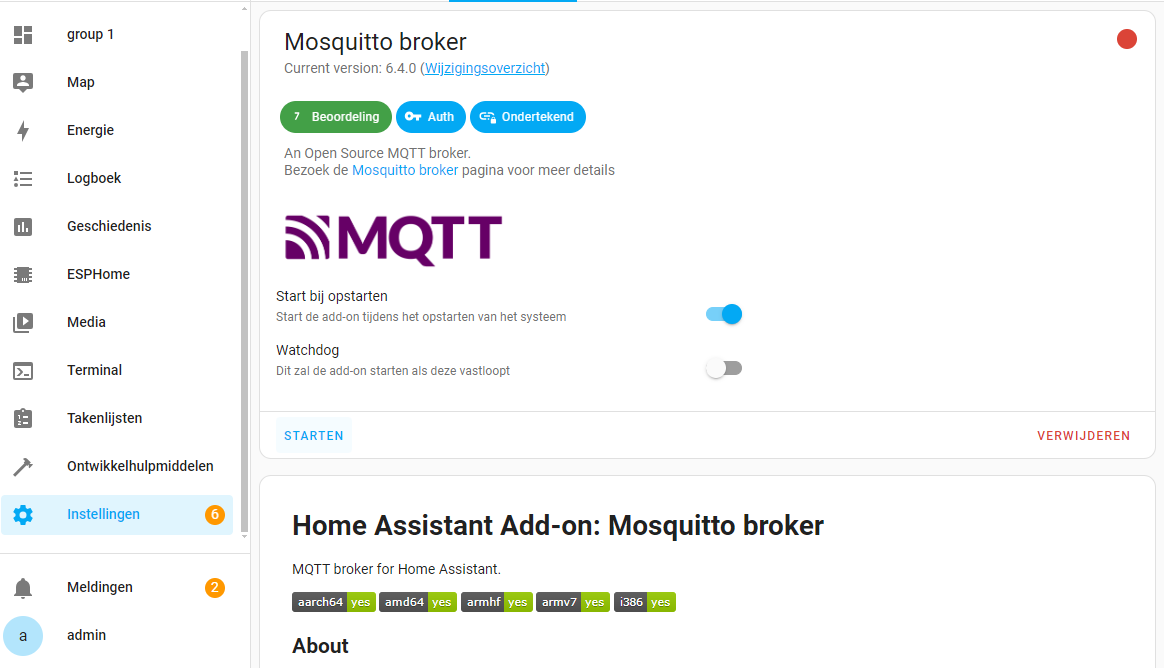 group 1
Map
Energie
Logboek
Geschiedenis
ESPHome
Media
Terminal
Takenlijsten
Ontwikkelhulpmiddelen
Instellingen 6
Meldingen 2
a admin
Mosquitto broker
Current version: 6.4.0 (Wijzigingsoverzicht)
7 Beoordeling Auth Ondertekend
An Open Source MQTT broker.
Bezoek de Mosquitto broker pagina voor meer details
MQTT
Start bij opstarten
Start de add-on tijdens het opstarten van het systeem
Watchdog
Dit zal de add-on starten als deze vastloopt
STARTEN VERWIJDEREN
Home Assistant Add-on: Mosquitto broker
MQTT broker for Home Assistant.
aarch64 yes amd64 yes armhf yes armv7 yes i386 yes
About